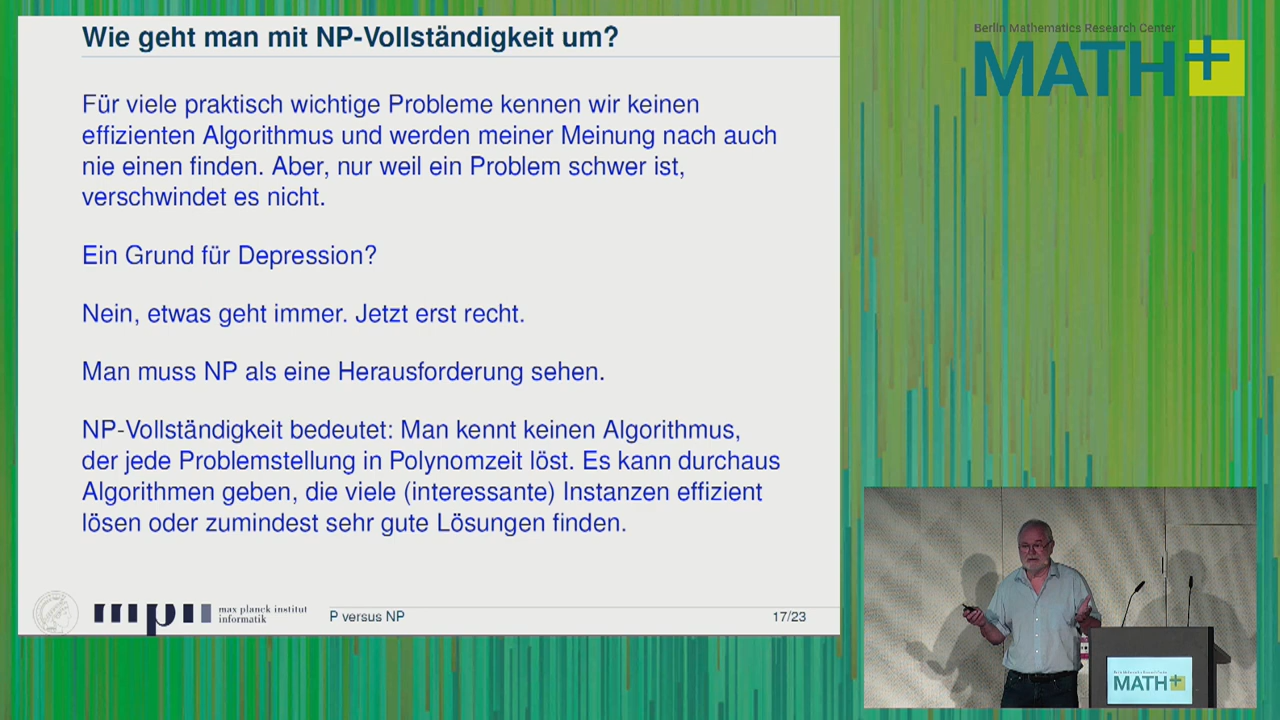 Wie geht man mit NP-Vollständigkeit um?
Für viele praktisch wichtige Probleme kennen wir keinen
effizienten Algorithmus und werden meiner Meinung nach auch
nie einen finden. Aber, nur weil ein Problem schwer ist,
verschwindet es nicht.
Ein Grund für Depression?
Nein, etwas geht immer. Jetzt erst recht.
Man muss NP als eine Herausforderung sehen.
NP-Vollständigkeit bedeutet: Man kennt keinen Algorithmus,
der jede Problemstellung in Polynomzeit löst. Es kann durchaus
Algorithmen geben, die viele (interessante) Instanzen effizient
lösen oder zumindest sehr gute Lösungen finden.
max planck institut
informatik
P versus NP
17/23
Berlin Mathematics Research Center
MATH+
Berlin Mathematics Research Center
MATH+